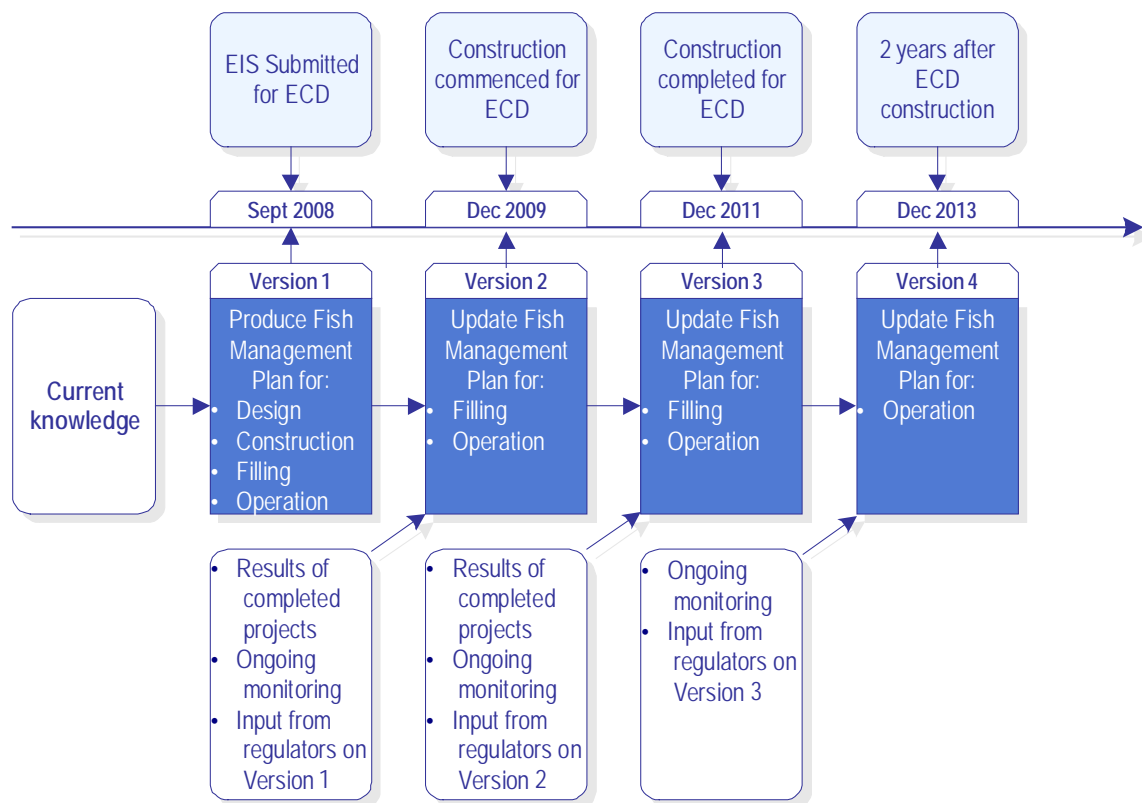 EIS Submitted
for ECD
Construction
commenced for
ECD
Construction
completed for
ECD
2 years after
ECD
construction
Sept 2008
Dec 2009
Dec 2011
Dec 2013
Current
knowledge
Version 1
Produce Fish
Management
Plan for:
• Design
• Construction
• Filling
• Operation
Version 2
Update Fish
Management
Plan for:
• Filling
• Operation
Version 3
Update Fish
Management
Plan for:
• Filling
• Operation
Version 4
Update Fish
Management
Plan for:
• Operation
• Results of
completed
projects
• Ongoing
monitoring
• Input from
regulators on
Version 1
• Results of
completed
projects
• Ongoing
monitoring
• Input from
regulators on
Version 2
• Ongoing
monitoring
• Input from
regulators on
Version 3